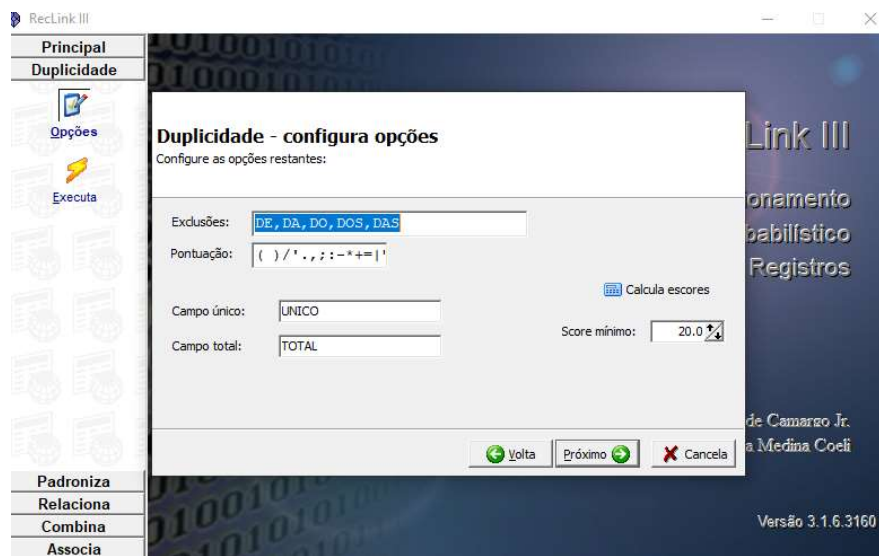 RecLink III
Principal
Duplicidade
Opções
Executa
Padroniza
Relaciona
Combina
Associa
Duplicidade - configura opções
Configure as opções restantes:
Exclusões: DE,DA,DO,DOS,DAS
Pontuação: ( )/'.,;:-*+=|'
Campo único: UNICO
Campo total: TOTAL
Calcula escores
Score mínimo: 20.0
Volta
Próximo
Cancela
Link III
onamento
babilístico
Registros
de Camargo Jr.
a Medina Coeli
Versão 3.1.6.3160